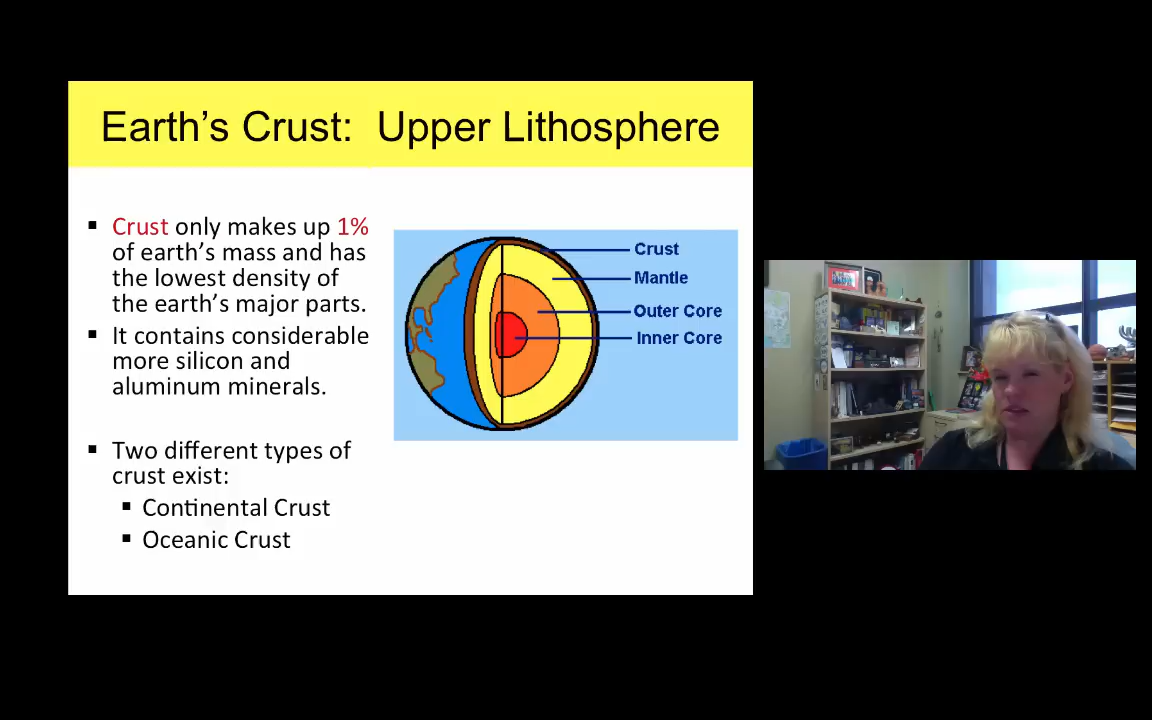 Earth’s Crust:  Upper Lithosphere
▪ Crust only makes up 1%
of earth’s mass and has
the lowest density of
the earth’s major parts.
▪ It contains considerable
more silicon and
aluminum minerals.
▪ Two different types of
crust exist:
▪ Continental Crust
▪ Oceanic Crust
Crust
Mantle
Outer Core
Inner Core